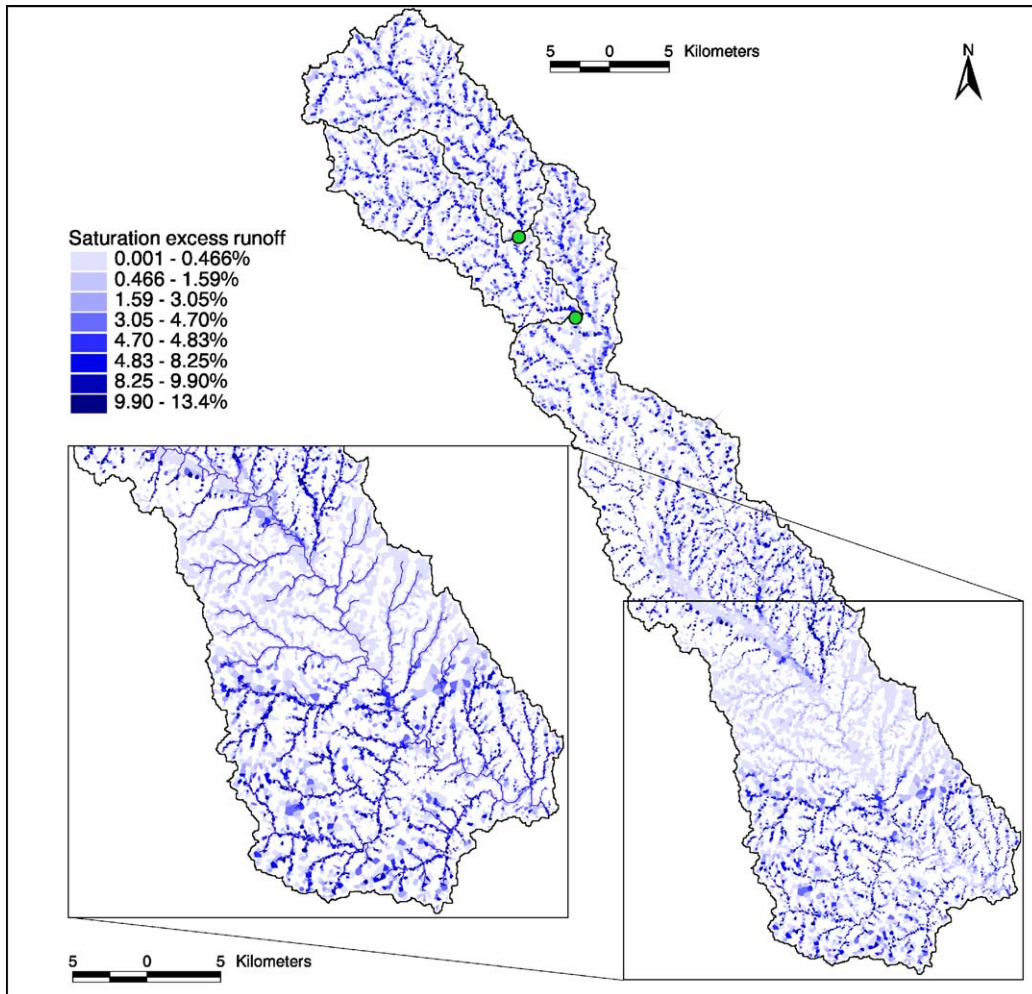 5 0 5 Kilometers
N
Saturation excess runoff
0.001 - 0.466%
0.466 - 1.59%
1.59 - 3.05%
3.05 - 4.70%
4.70 - 4.83%
4.83 - 8.25%
8.25 - 9.90%
9.90 - 13.4%
5 0 5 Kilometers